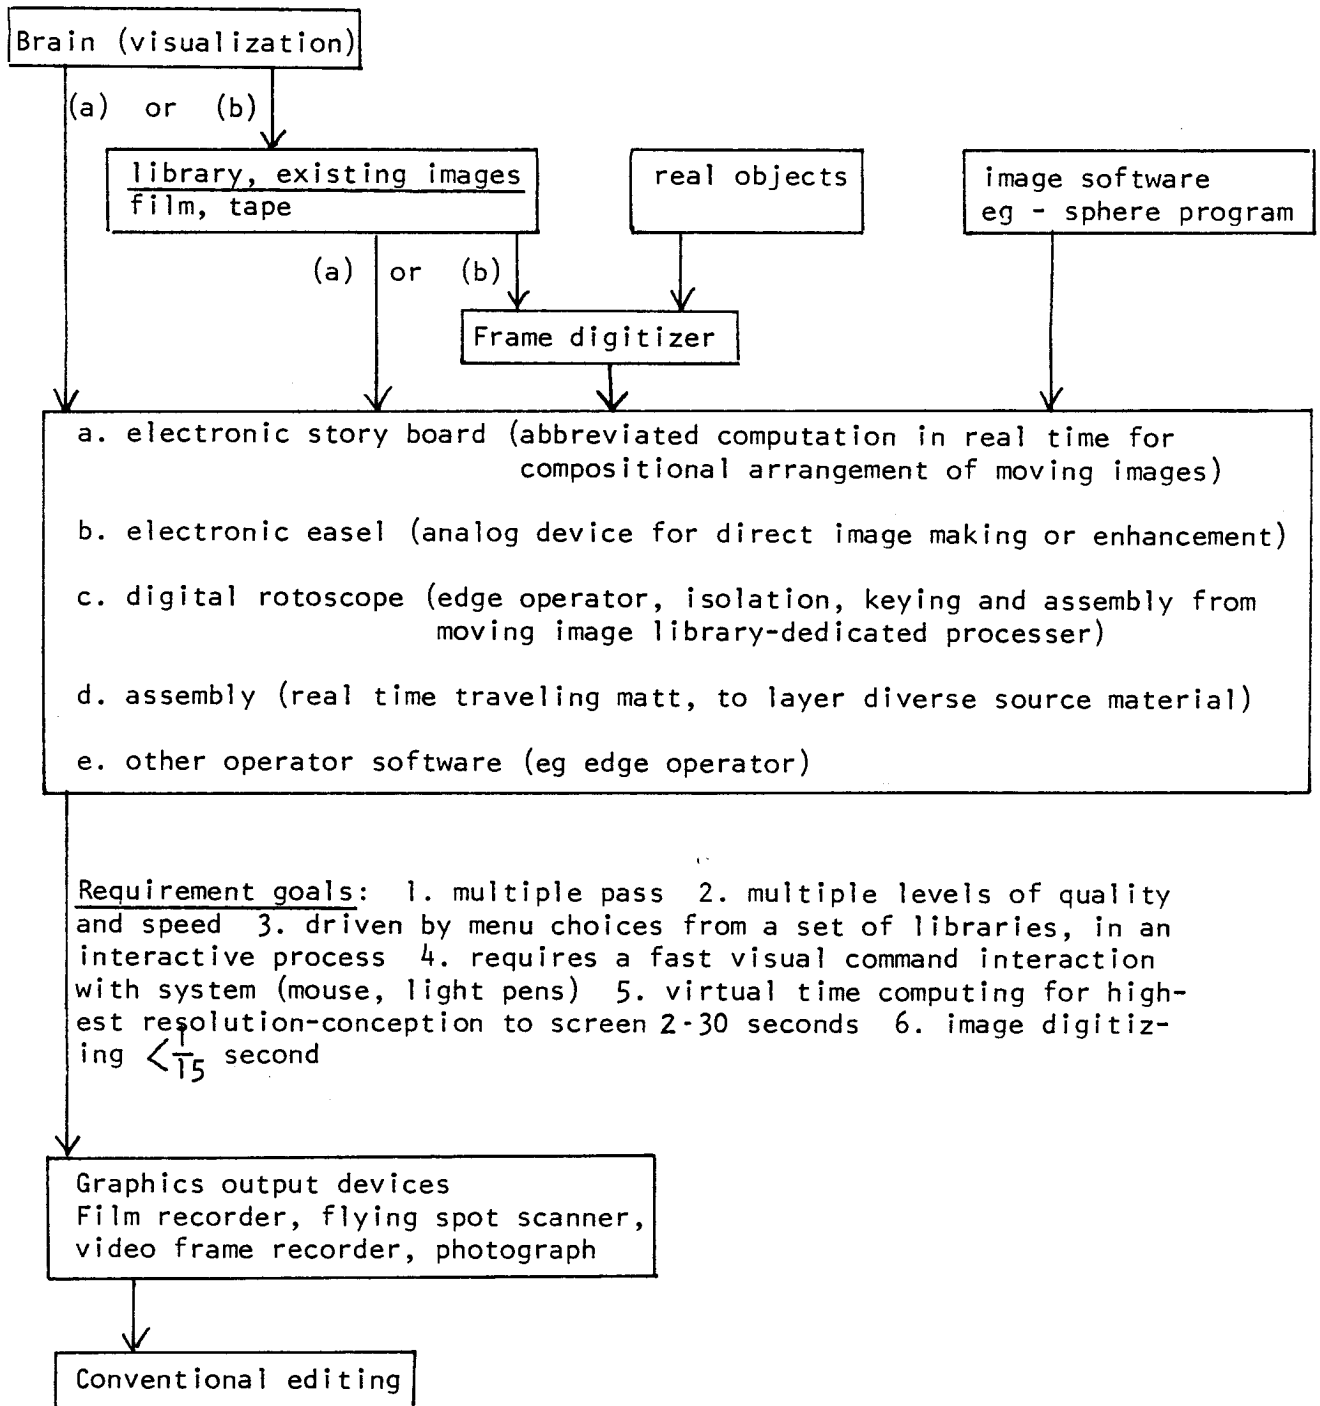 Brain (visualization)
(a) or (b)
library, existing images
film, tape
real objects
image software
eg - sphere program
(a) or (b)
Frame digitizer
a. electronic story board (abbreviated computation in real time for
compositional arrangement of moving images)
b. electronic easel (analog device for direct image making or enhancement)
c. digital rotoscope (edge operator, isolation, keying and assembly from
moving image library-dedicated processer)
d. assembly (real time traveling matt, to layer diverse source material)
e. other operator software (eg edge operator)
Requirement goals: 1. multiple pass 2. multiple levels of quality
and speed 3. driven by menu choices from a set of libraries, in an
interactive process 4. requires a fast visual command interaction
with system (mouse, light pens) 5. virtual time computing for high-
est resolution-conception to screen 2-30 seconds 6. image digitiz-
ing < 1/15 second
Graphics output devices
Film recorder, flying spot scanner,
video frame recorder, photograph
Conventional editing